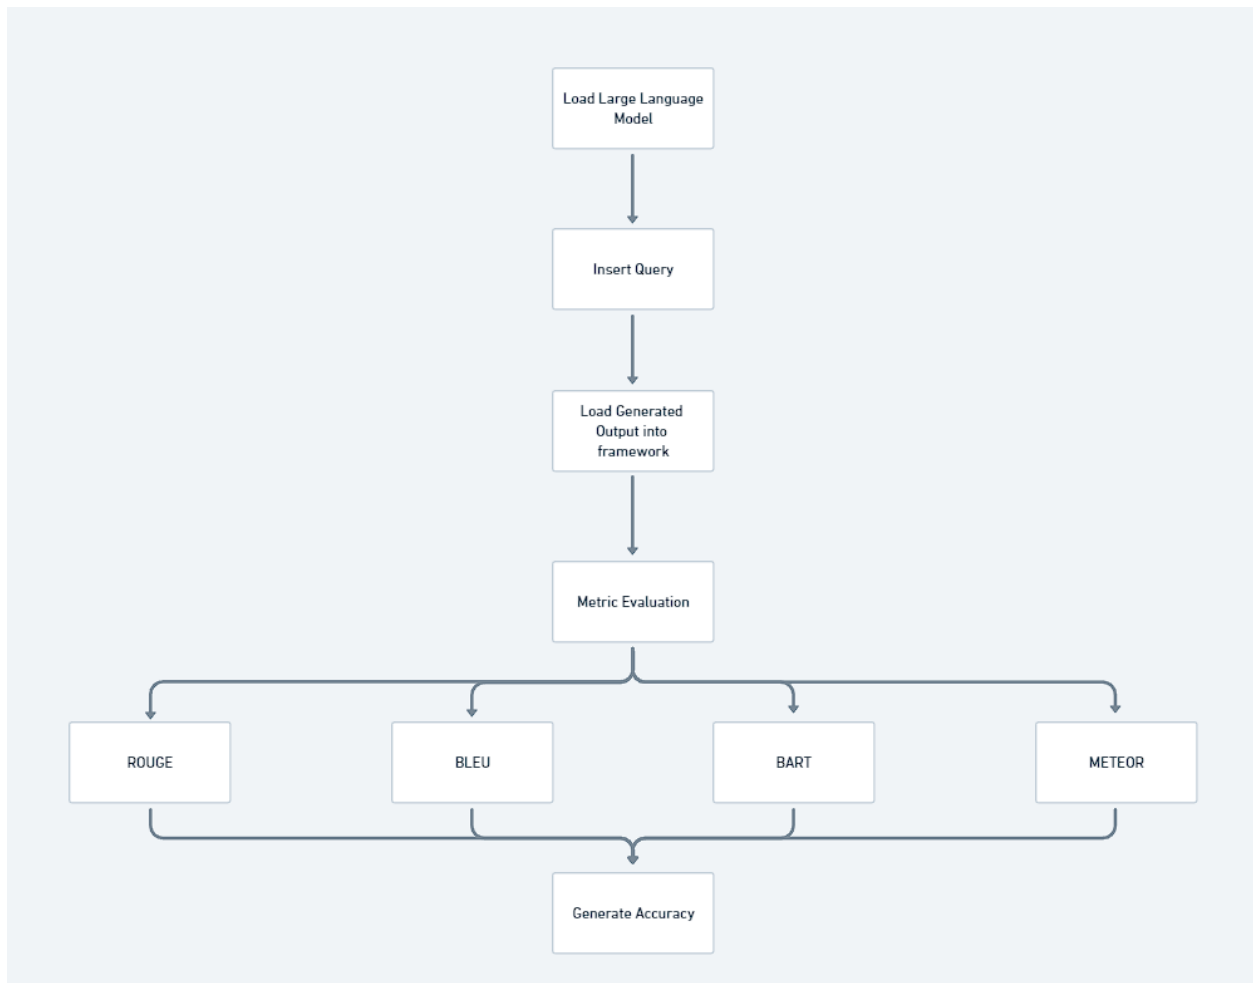 Load Large Language
Model
Insert Query
Load Generated
Output into
framework
Metric Evaluation
ROUGE
BLEU
BART
METEOR
Generate Accuracy